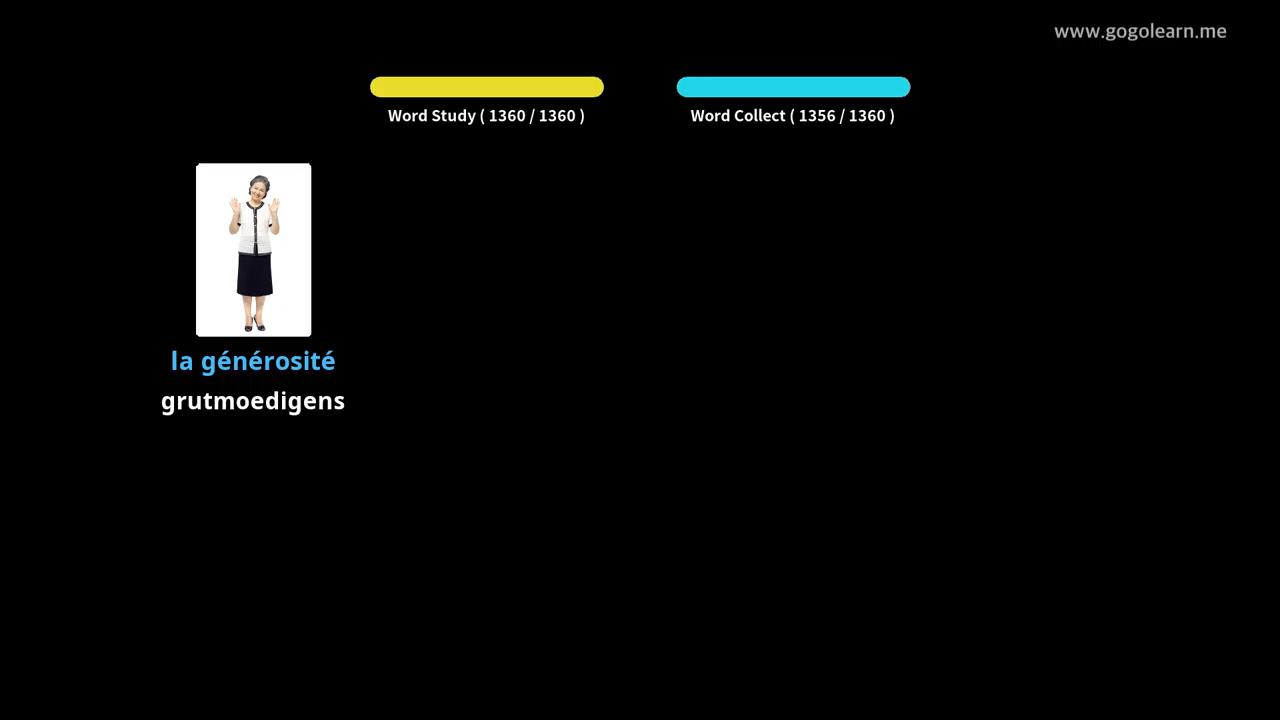 www.gogolearn.me
Word Study ( 1360 / 1360 )
Word Collect ( 1356 / 1360 )
la générosité
grutmoedigens